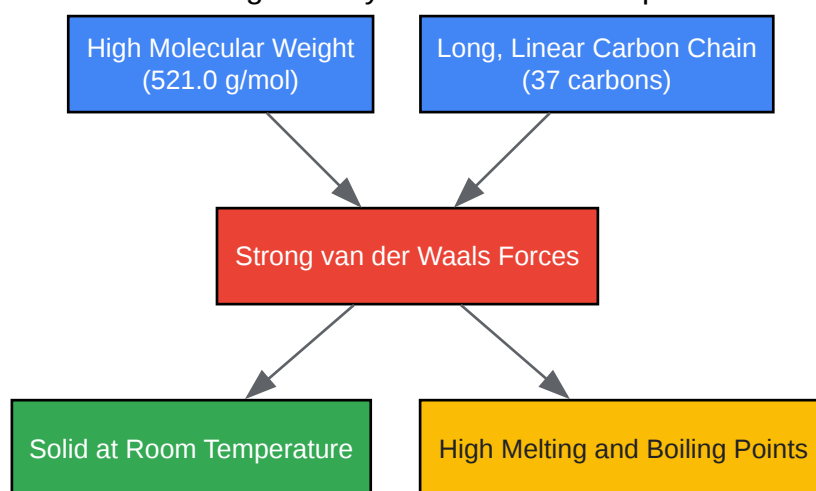 High Molecular Weight
(521.0 g/mol)
Long, Linear Carbon Chain
(37 carbons)
Strong van der Waals Forces
Solid at Room Temperature
High Melting and Boiling Points